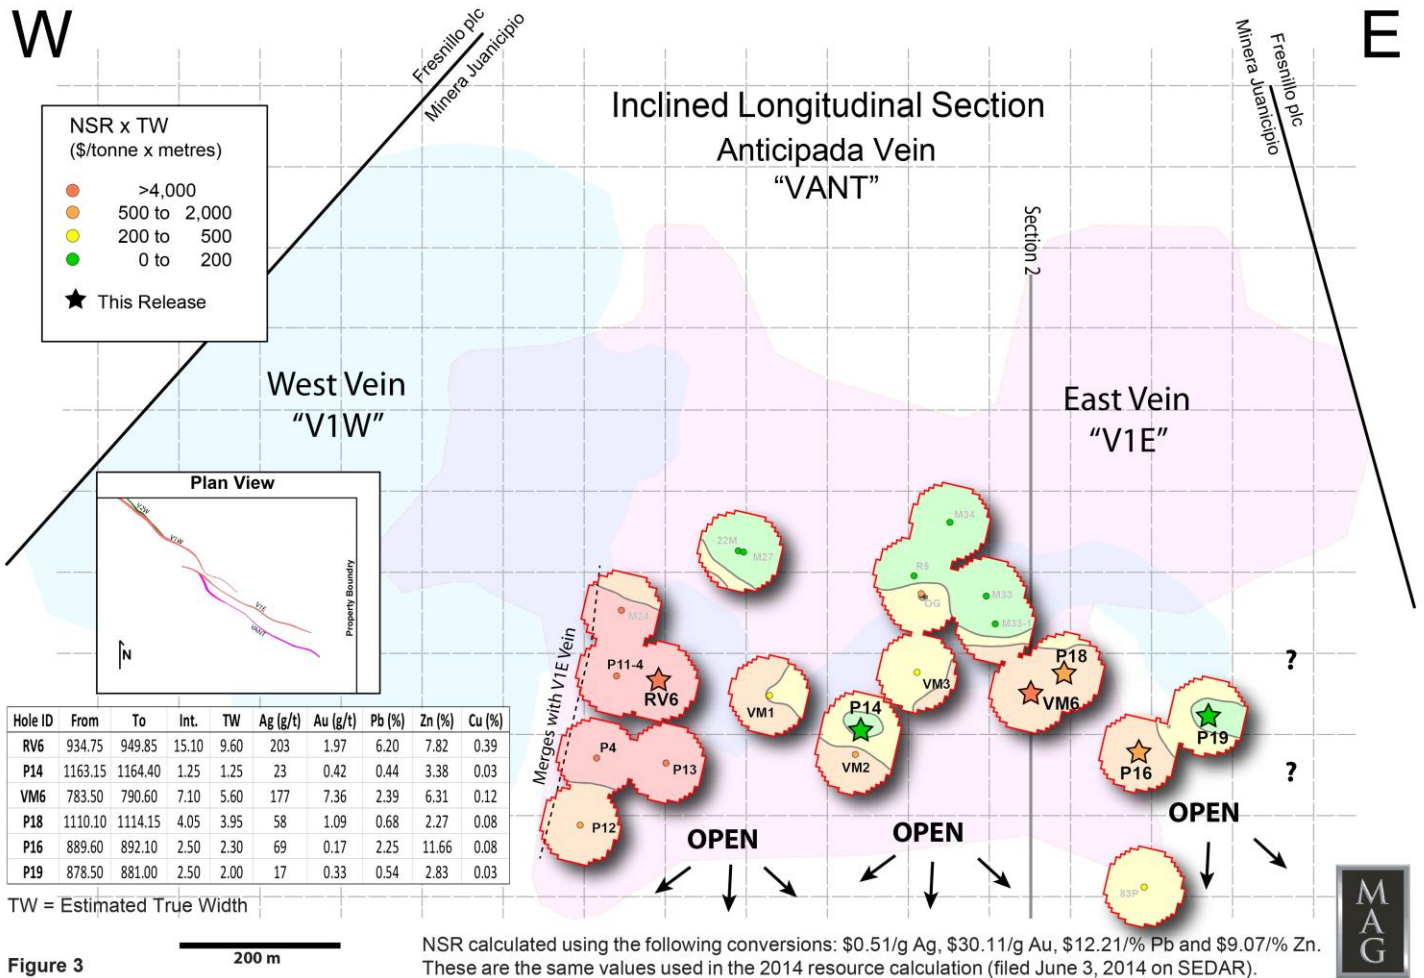 W
E
Fresnillo plc
Minera Juanicipio
Fresnillo plc
Minera Juanicipio
Inclined Longitudinal Section
Anticipada Vein
“VANT”
NSR x TW
($/tonne x metres)
>4,000
500 to 2,000
200 to 500
0 to 200
This Release
Section 2
West Vein
“V1W”
East Vein
“V1E”
Plan View
V2W
V1W
V1E
VANT
Property Boundry
N
M34
22M
M27
R5
OG
M33
M33-1
M24
P11-4
RV6
Merges with V1E Vein
P4
P13
P12
VM1
VM3
P14
VM2
P18
VM6
P16
P19
83P
?
?
OPEN
OPEN
OPEN
Hole ID From To Int. TW Ag (g/t) Au (g/t) Pb (%) Zn (%) Cu (%)
RV6 934.75 949.85 15.10 9.60 203 1.97 6.20 7.82 0.39
P14 1163.15 1164.40 1.25 1.25 23 0.42 0.44 3.38 0.03
VM6 783.50 790.60 7.10 5.60 177 7.36 2.39 6.31 0.12
P18 1110.10 1114.15 4.05 3.95 58 1.09 0.68 2.27 0.08
P16 889.60 892.10 2.50 2.30 69 0.17 2.25 11.66 0.08
P19 878.50 881.00 2.50 2.00 17 0.33 0.54 2.83 0.03
TW = Estimated True Width
Figure 3
200 m
NSR calculated using the following conversions: $0.51/g Ag, $30.11/g Au, $12.21/% Pb and $9.07/% Zn.
These are the same values used in the 2014 resource calculation (filed June 3, 2014 on SEDAR).
MAG